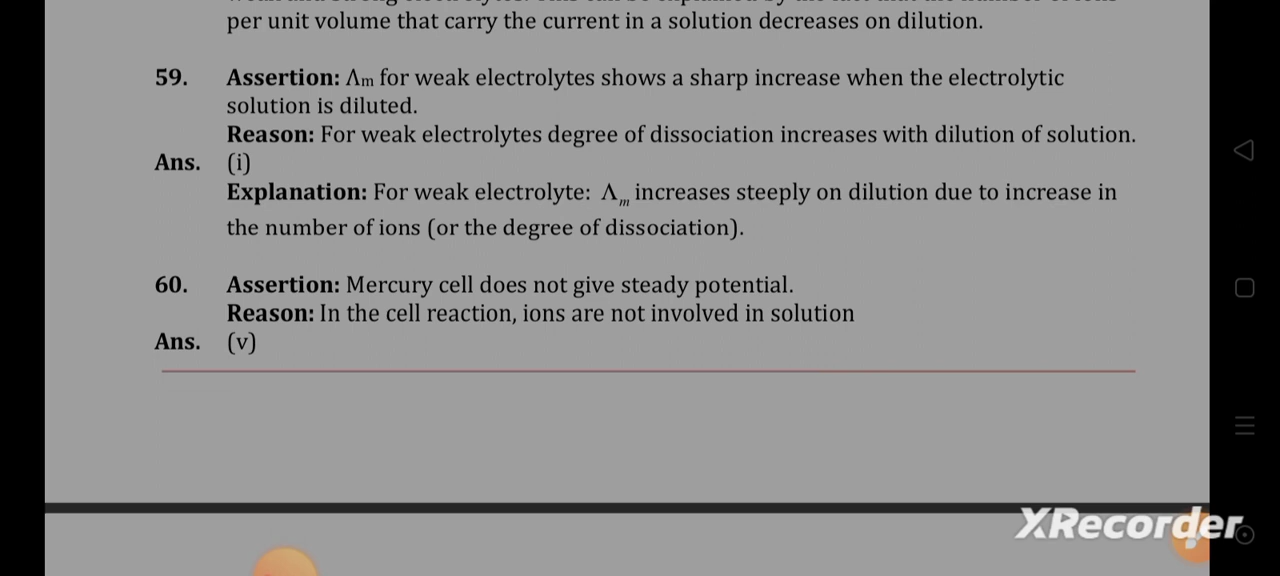 per unit volume that carry the current in a solution decreases on dilution.
59. Assertion: Λm for weak electrolytes shows a sharp increase when the electrolytic
solution is diluted.
Reason: For weak electrolytes degree of dissociation increases with dilution of solution.
Ans. (i)
Explanation: For weak electrolyte: Λm increases steeply on dilution due to increase in
the number of ions (or the degree of dissociation).
60. Assertion: Mercury cell does not give steady potential.
Reason: In the cell reaction, ions are not involved in solution
Ans. (v)
XRecorder